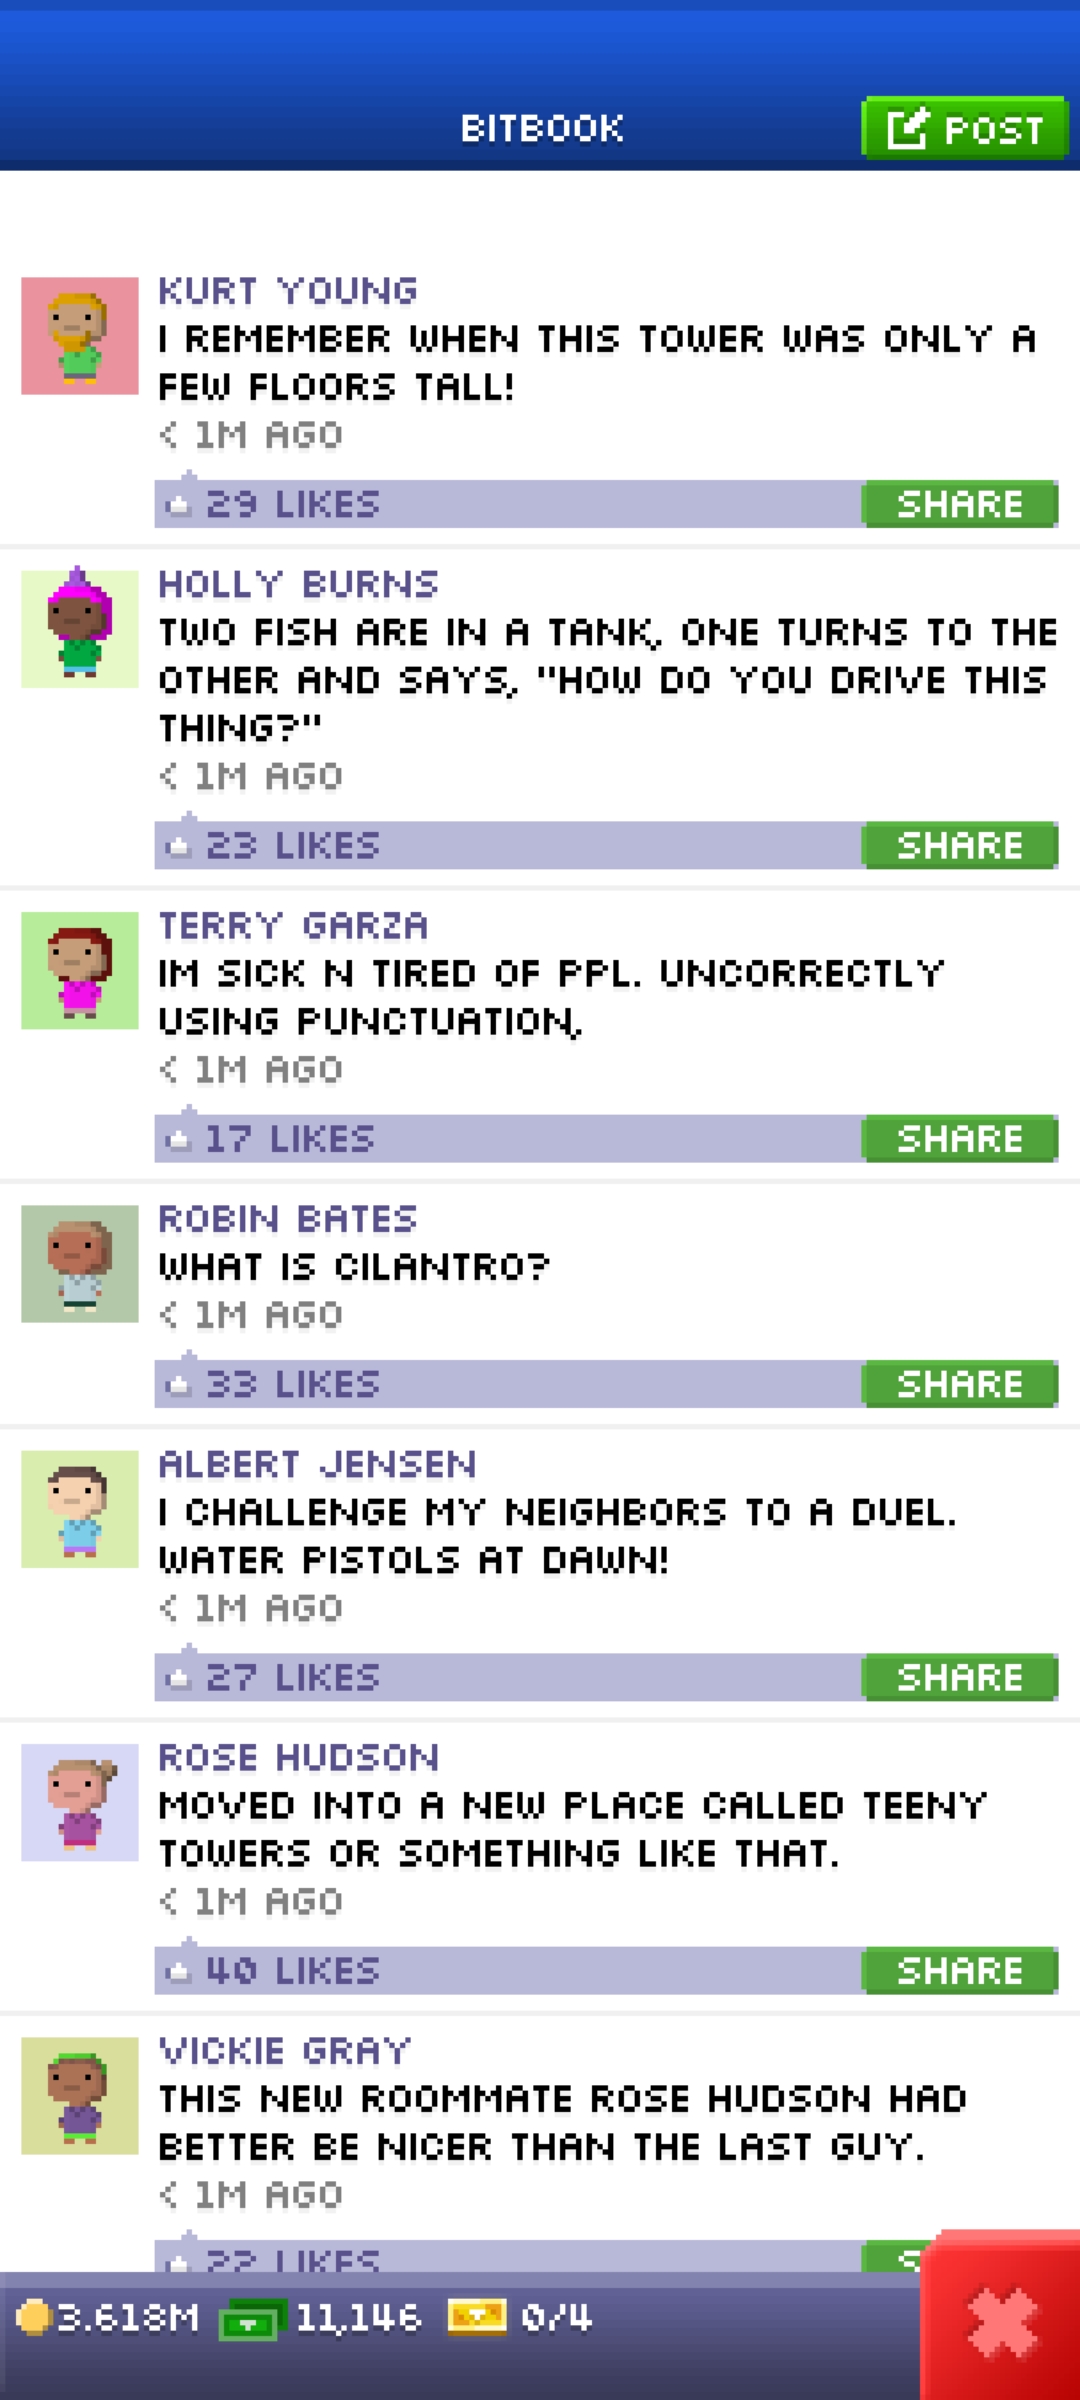 BITBOOK
POST
KURT YOUNG
I REMEMBER WHEN THIS TOWER WAS ONLY A
FEW FLOORS TALL!
< 1M AGO
29 LIKES
SHARE
HOLLY BURNS
TWO FISH ARE IN A TANK, ONE TURNS TO THE
OTHER AND SAYS, "HOW DO YOU DRIVE THIS
THING?"
< 1M AGO
23 LIKES
SHARE
TERRY GARZA
IM SICK N TIRED OF PPL. UNCORRECTLY
USING PUNCTUATION,
< 1M AGO
17 LIKES
SHARE
ROBIN BATES
WHAT IS CILANTRO?
< 1M AGO
33 LIKES
SHARE
ALBERT JENSEN
I CHALLENGE MY NEIGHBORS TO A DUEL.
WATER PISTOLS AT DAWN!
< 1M AGO
27 LIKES
SHARE
ROSE HUDSON
MOVED INTO A NEW PLACE CALLED TEENY
TOWERS OR SOMETHING LIKE THAT.
< 1M AGO
40 LIKES
SHARE
VICKIE GRAY
THIS NEW ROOMMATE ROSE HUDSON HAD
BETTER BE NICER THAN THE LAST GUY.
< 1M AGO
22 LIKES
3.618M
11,146
0/4